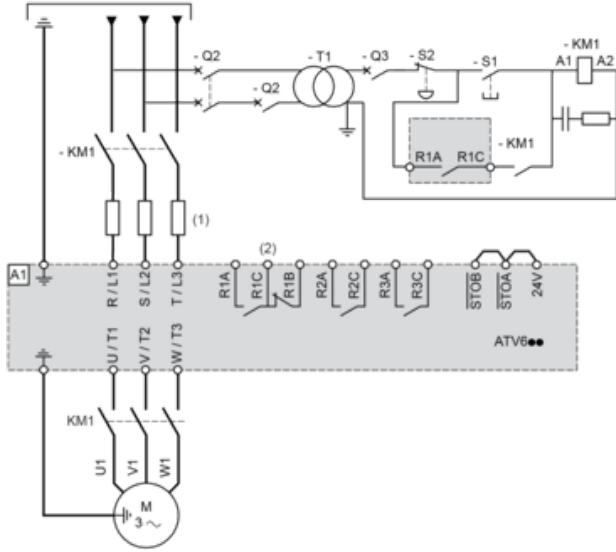 - Q2
- T1
- Q3
- S2
- S1
- KM1
A1
A2
- Q2
- KM1
R1A
R1C
- KM1
(1)
(2)
A1
R / L1
S / L2
T / L3
R1A
R1C
R1B
R2A
R2C
R3A
R3C
STOB
STOA
24V
U / T1
V / T2
W / T3
ATV6●●
KM1
U1
V1
W1
M
3 ~